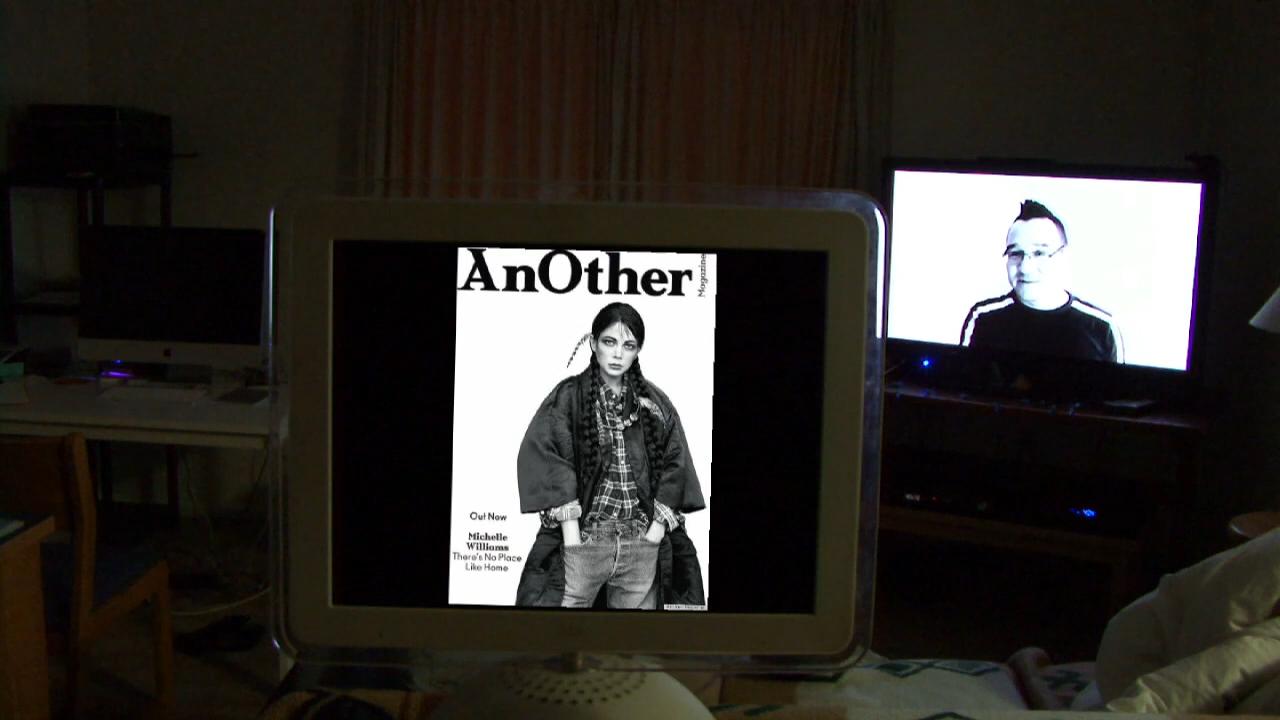 AnOther
Magazine
Out Now
Michelle
Williams
There's No Place
Like Home